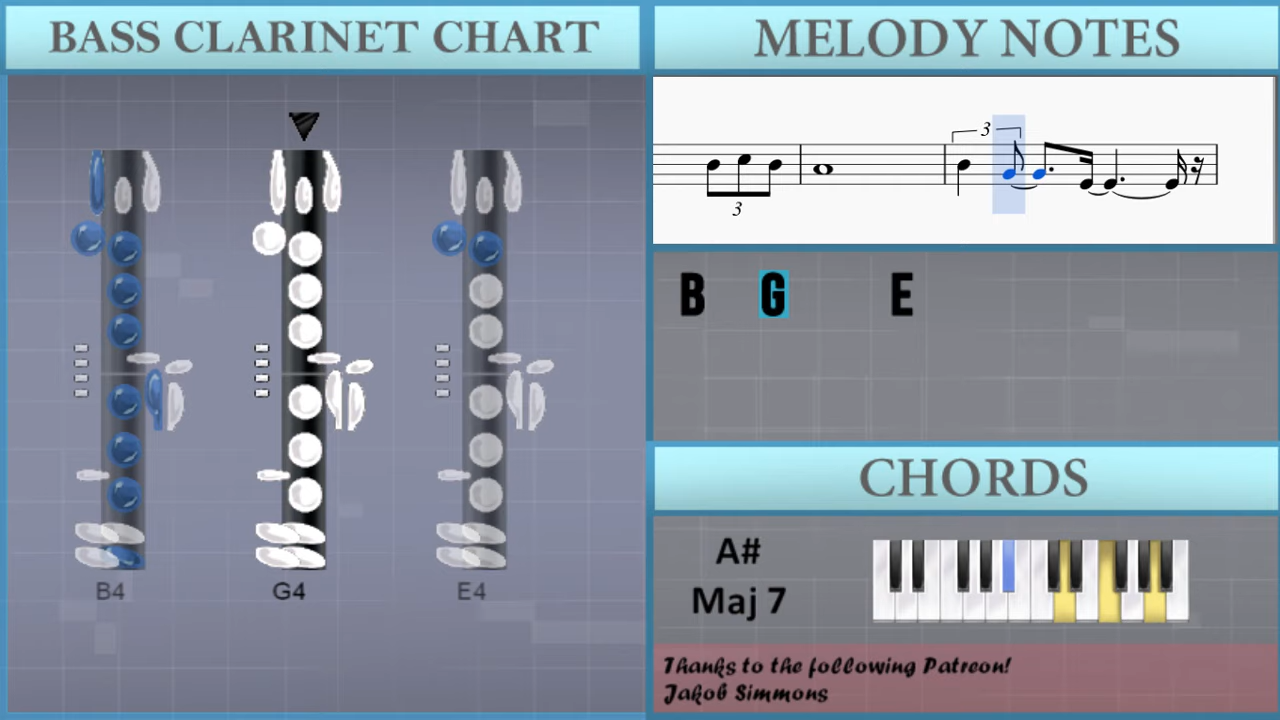 BASS CLARINET CHART
B4
G4
E4
MELODY NOTES
3
3
B G E
CHORDS
A#
Maj 7
Thanks to the following Patreon!
Jakob Simmons